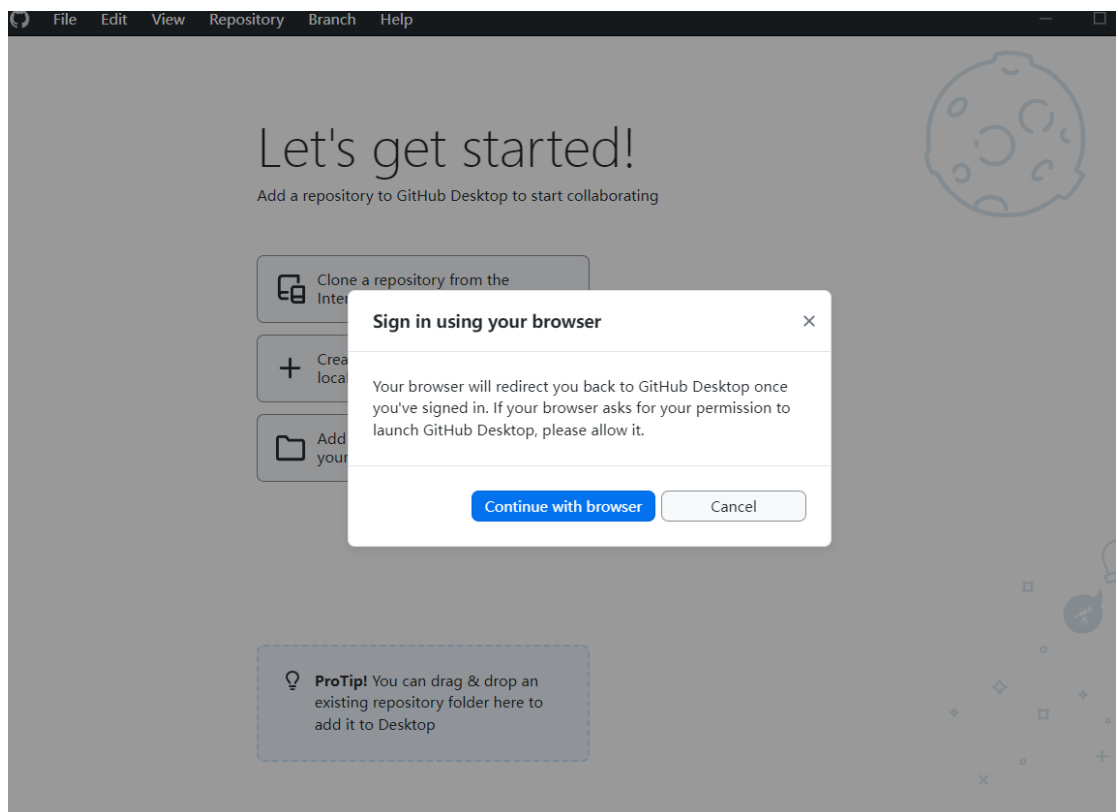 File Edit View Repository Branch Help
Let's get started!
Add a repository to GitHub Desktop to start collaborating
Clone a repository from the
Sign in using your browser
Your browser will redirect you back to GitHub Desktop once
you've signed in. If your browser asks for your permission to
launch GitHub Desktop, please allow it.
Continue with browser
Cancel
Add
your
ProTip! You can drag & drop an
existing repository folder here to
add it to Desktop